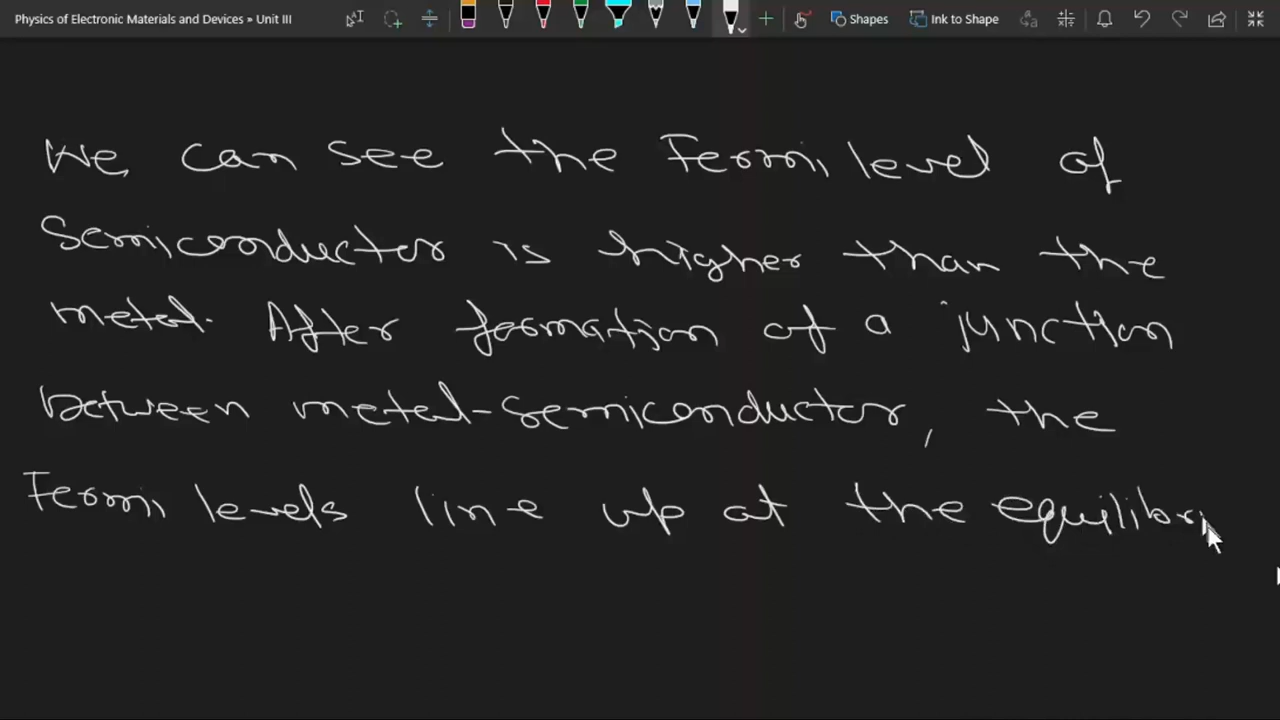 Physics of Electronic Materials and Devices » Unit III
Shapes
Ink to Shape
We can see the Fermi level of
Semiconductor is higher than the
metal. After formation of a junction
between metal-semiconductor, the
Fermi levels line up at the equilibri